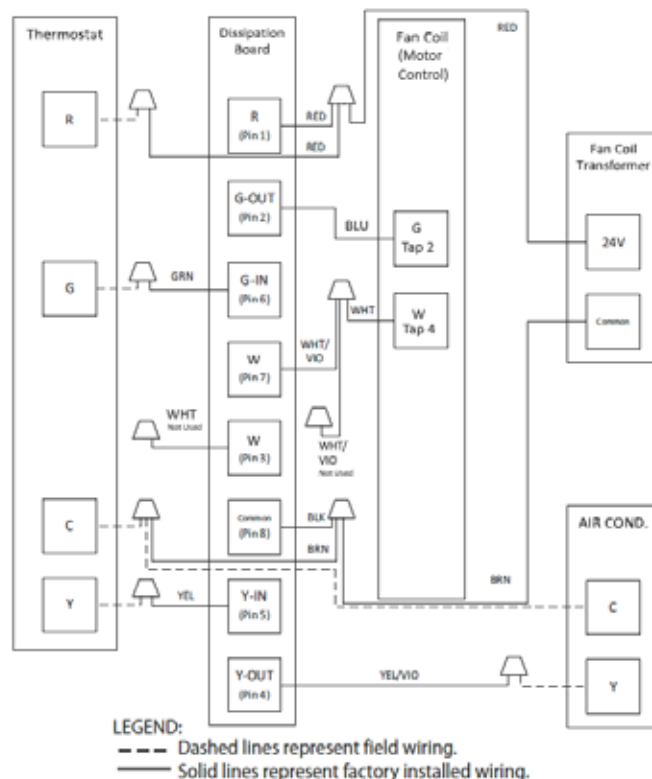 Thermostat
R
G
C
Y
Dissipation
Board
R
(Pin 1)
G-OUT
(Pin 2)
G-IN
(Pin 6)
W
(Pin 7)
W
(Pin 3)
Common
(Pin 8)
Y-IN
(Pin 5)
Y-OUT
(Pin 4)
Fan Coil
(Motor
Control)
G
Tap 2
W
Tap 4
Fan Coil
Transformer
24V
Common
AIR COND.
C
Y
RED
RED
RED
BLU
GRN
WHT
WHT/
VIO
WHT
Not Used
WHT/
VIO
Not Used
BLK
BRN
BRN
YEL
YEL/VIO
LEGEND:
Dashed lines represent field wiring.
Solid lines represent factory installed wiring.